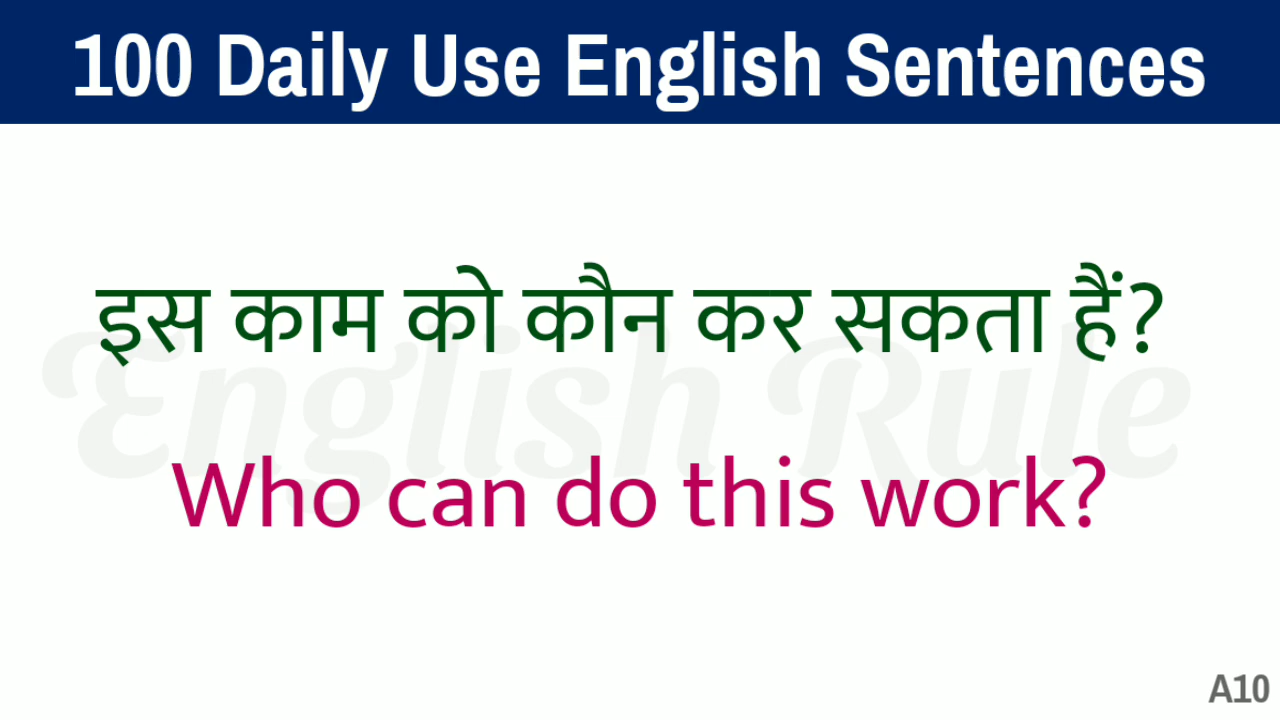 100 Daily Use English Sentences
इस काम को कौन कर सकता हैं?
English Rule
Who can do this work?
A10